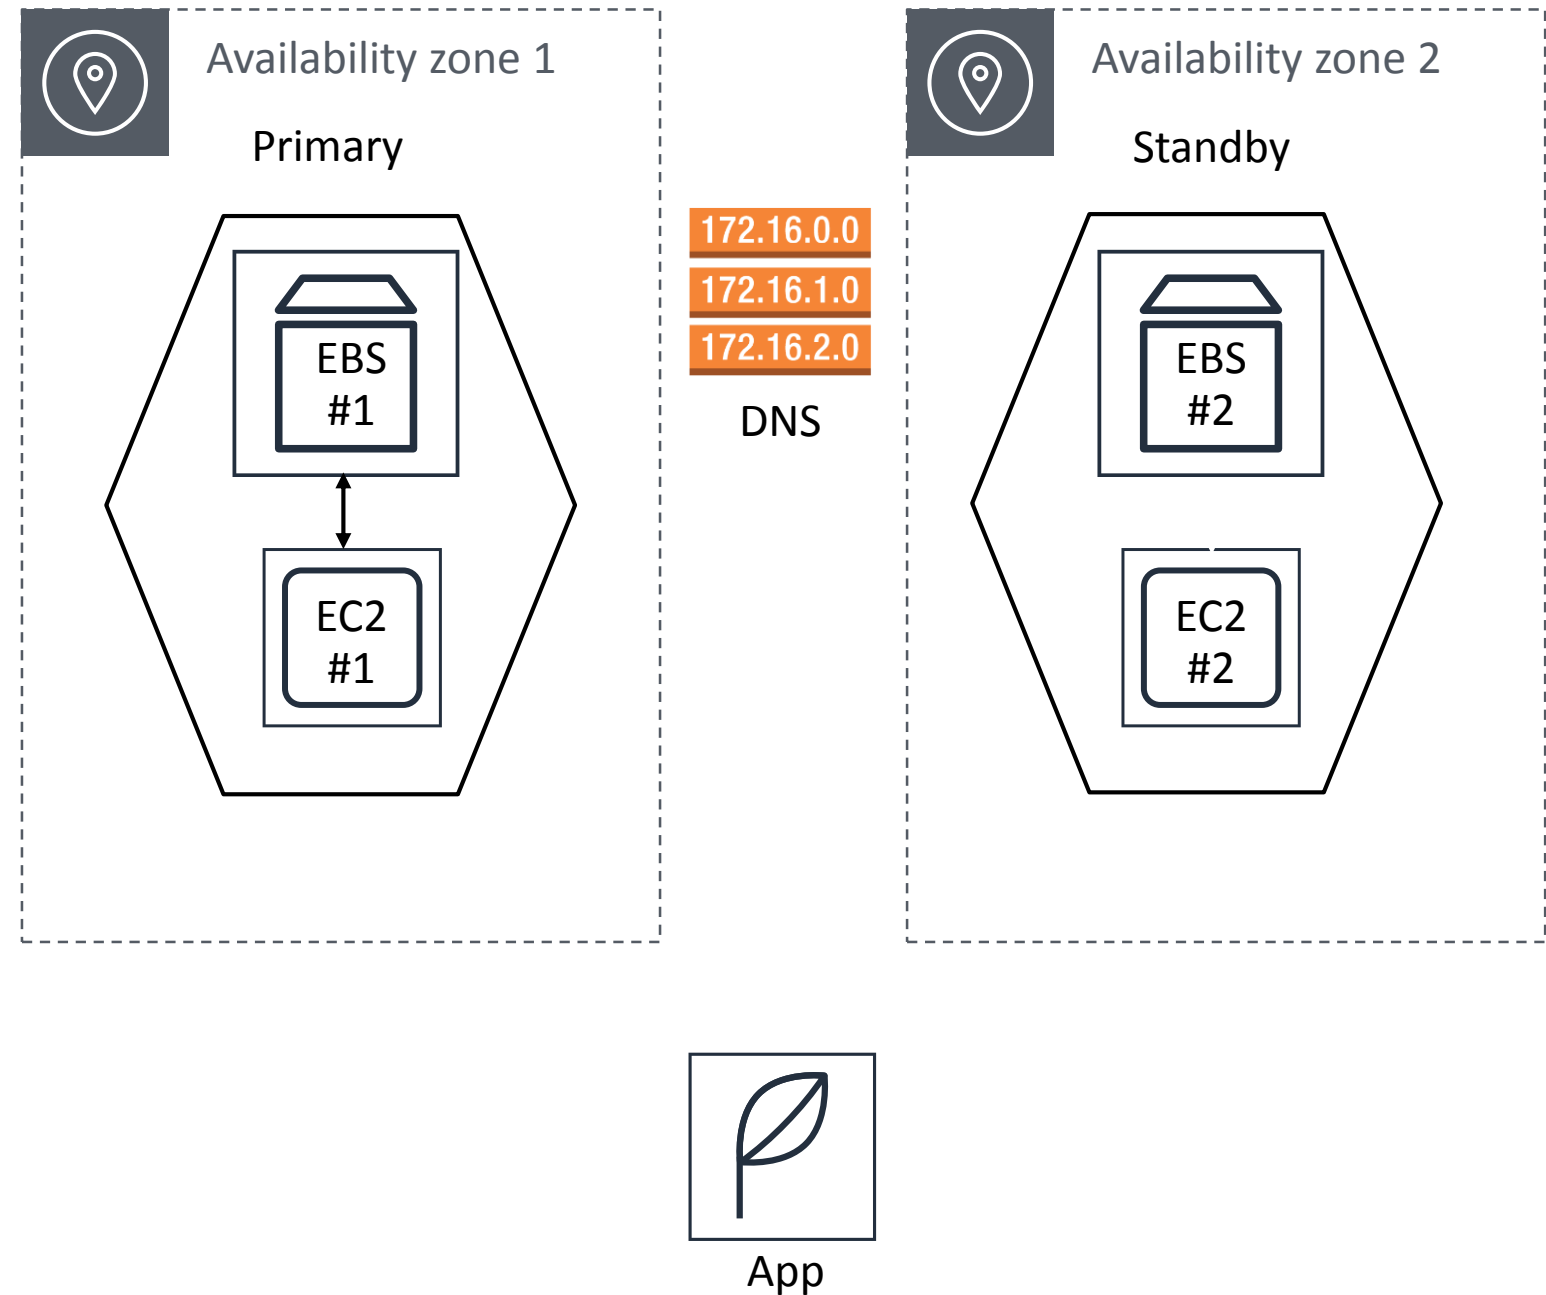 Availability zone 1
Primary
EBS
#1
EC2
#1
172.16.0.0
172.16.1.0
172.16.2.0
DNS
Availability zone 2
Standby
EBS
#2
EC2
#2
App